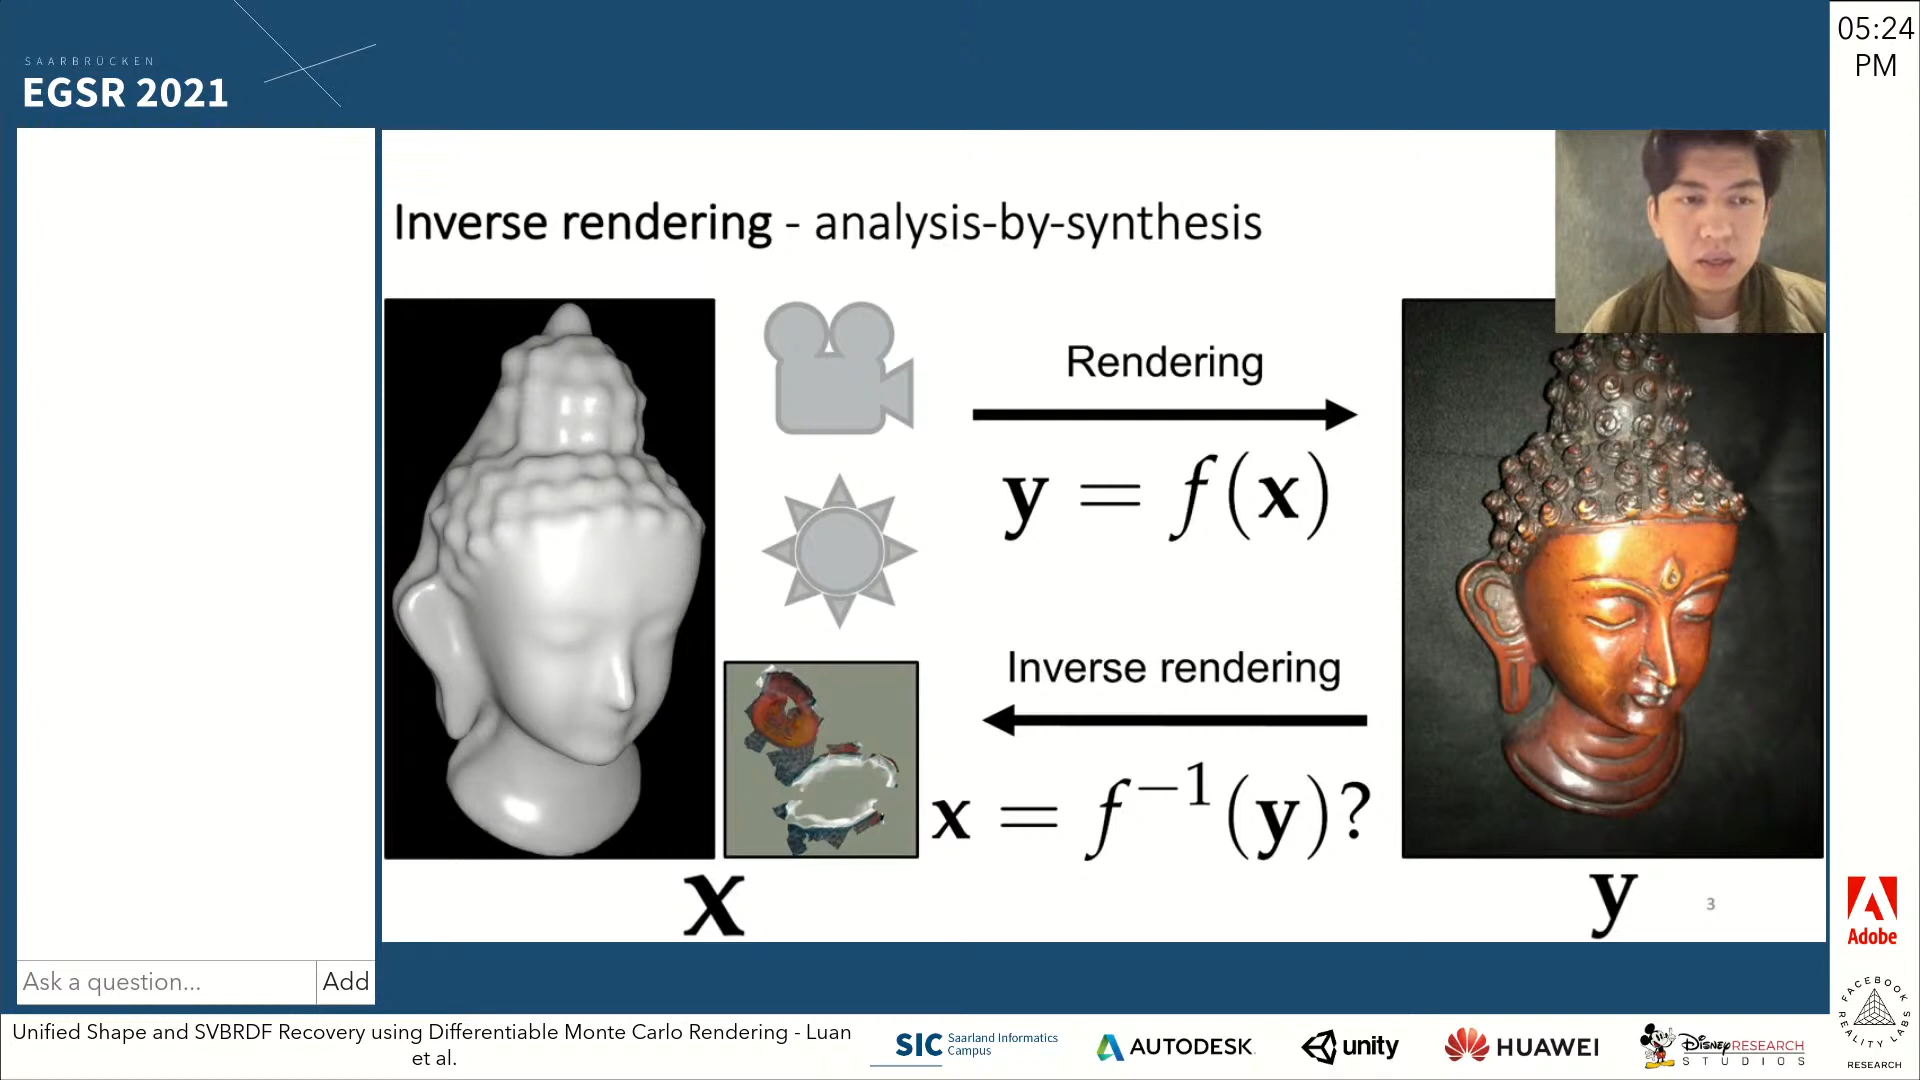 SAARBRÜCKEN
EGSR 2021
05:24
PM
Inverse rendering - analysis-by-synthesis
Rendering
y = f(x)
Inverse rendering
x = f⁻¹(y)?
x
y
3
Ask a question...
Add
Unified Shape and SVBRDF Recovery using Differentiable Monte Carlo Rendering - Luan
et al.
SIC Saarland Informatics
Campus
AUTODESK
unity
HUAWEI
Disney RESEARCH
STUDIOS
Adobe
FACEBOOK
REALITY LABS
RESEARCH